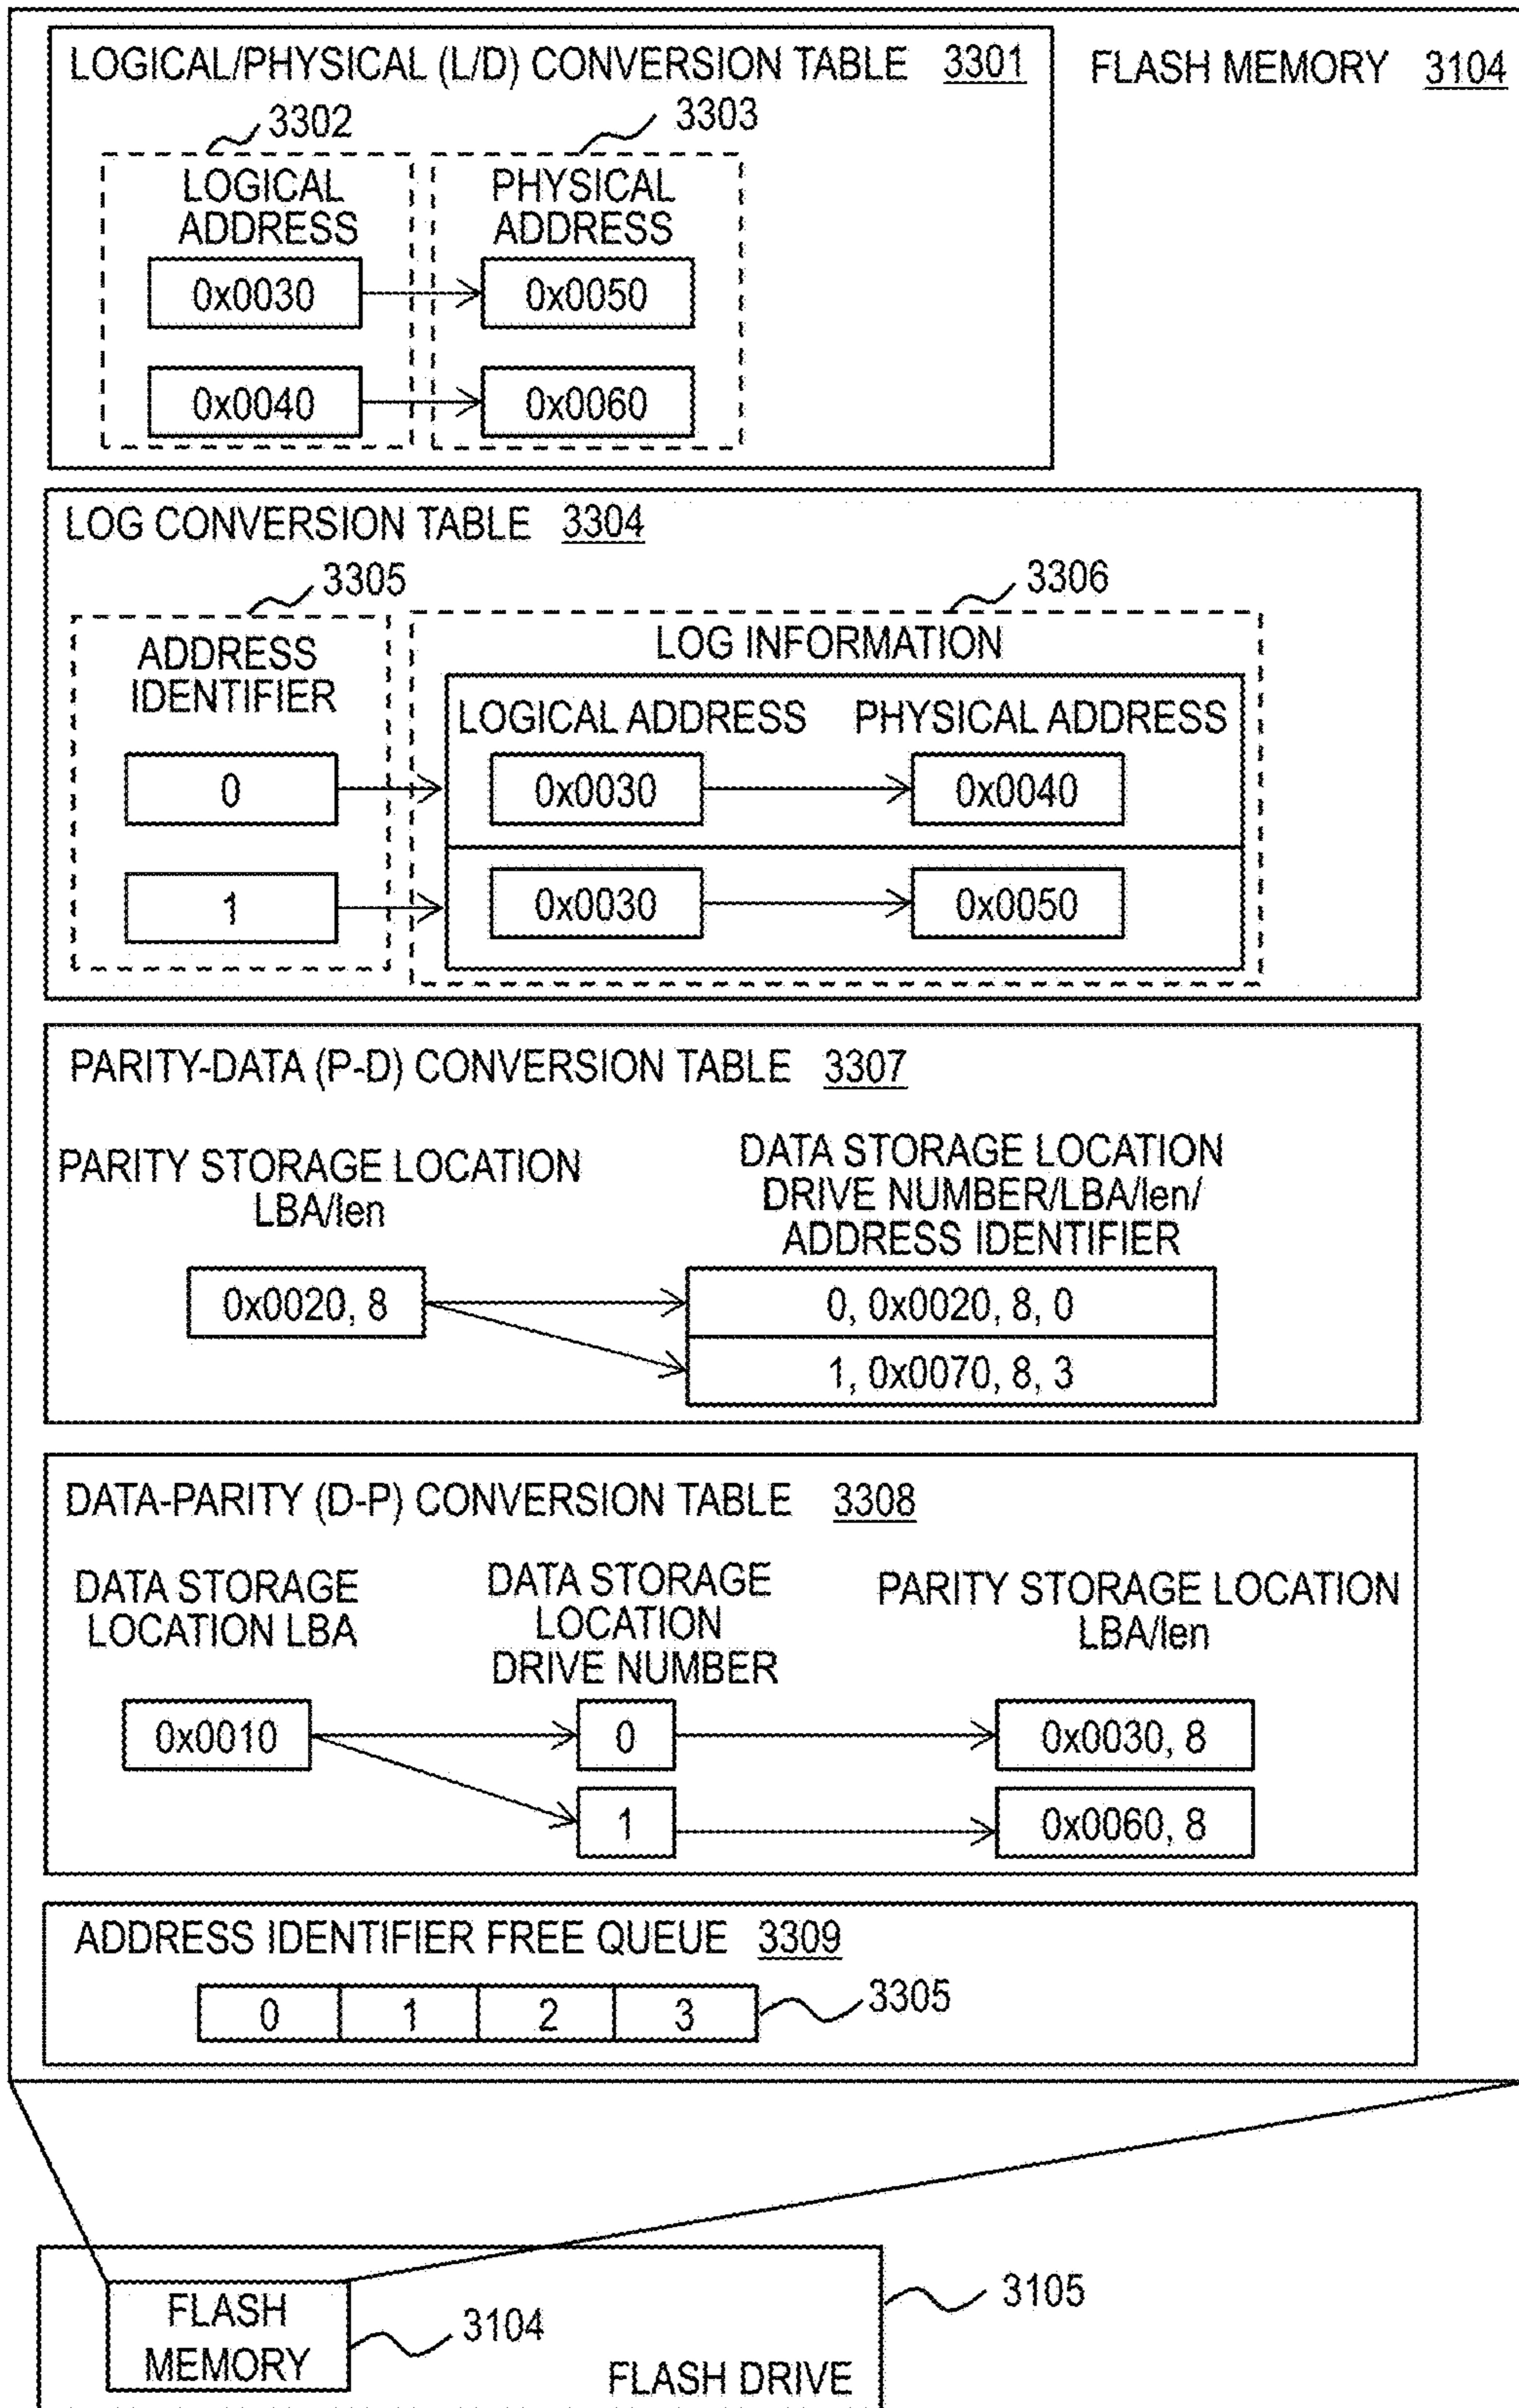 LOGICAL/PHYSICAL (L/D) CONVERSION TABLE 3301
FLASH MEMORY 3104
3302
3303
LOGICAL
ADDRESS
PHYSICAL
ADDRESS
0x0030
0x0050
0x0040
0x0060
LOG CONVERSION TABLE 3304
3305
3306
ADDRESS
IDENTIFIER
LOG INFORMATION
LOGICAL ADDRESS
PHYSICAL ADDRESS
0
0x0030
0x0040
1
0x0030
0x0050
PARITY-DATA (P-D) CONVERSION TABLE 3307
PARITY STORAGE LOCATION
LBA/len
DATA STORAGE LOCATION
DRIVE NUMBER/LBA/len/
ADDRESS IDENTIFIER
0x0020, 8
0, 0x0020, 8, 0
1, 0x0070, 8, 3
DATA-PARITY (D-P) CONVERSION TABLE 3308
DATA STORAGE
LOCATION LBA
DATA STORAGE
LOCATION
DRIVE NUMBER
PARITY STORAGE LOCATION
LBA/len
0x0010
0
0x0030, 8
1
0x0060, 8
ADDRESS IDENTIFIER FREE QUEUE 3309
0 1 2 3
3305
FLASH
MEMORY
3104
3105
FLASH DRIVE